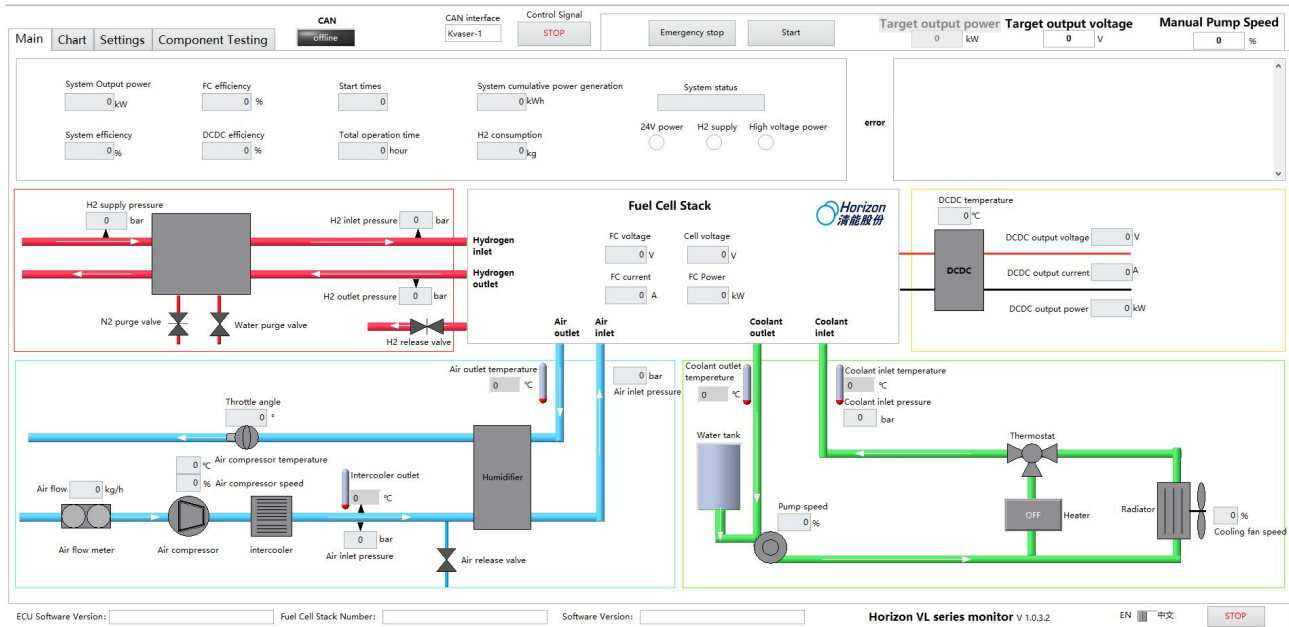 CAN
CAN interface
Control Signal
Target output power
Target output voltage
Manual Pump Speed
Main
Chart
Settings
Component Testing
offline
Kvaser-1
STOP
Emergency stop
Start
0 kW
0 V
0 %
System Output power
0 kW
FC efficiency
0 %
Start times
0
System cumulative power generation
0 kWh
System status
System efficiency
0 %
DCDC efficiency
0 %
Total operation time
0 hour
H2 consumption
0 kg
24V power
H2 supply
High voltage power
error
H2 supply pressure
0 bar
H2 inlet pressure 0 bar
Hydrogen
inlet
Hydrogen
outlet
H2 outlet pressure 0 bar
N2 purge valve
Water purge valve
H2 release valve
Fuel Cell Stack
Horizon
清能股份
FC voltage
0 V
Cell voltage
0 V
FC current
0 A
FC Power
0 kW
Air
outlet
Air
inlet
Coolant
outlet
Coolant
inlet
DCDC temperature
0 ℃
DCDC
DCDC output voltage 0 V
DCDC output current 0 A
DCDC output power 0 kW
Air outlet temperature
0 ℃
0 bar
Air inlet pressure
Throttle angle
0 °
0 ℃ Air compressor temperature
0 % Air compressor speed
Air flow 0 kg/h
Intercooler outlet
0 ℃
0 bar
Air inlet pressure
Humidifier
Air flow meter
Air compressor
intercooler
Air release valve
Coolant outlet
tempereture
0 ℃
Coolant inlet temperature
0 ℃
Coolant inlet pressure
0 bar
Water tank
Thermostat
Pump speed
0 %
OFF
Heater
Radiator
0 %
Cooling fan speed
ECU Software Version:
Fuel Cell Stack Number:
Software Version:
Horizon VL series monitor V 1.0.3.2
EN
中文
STOP